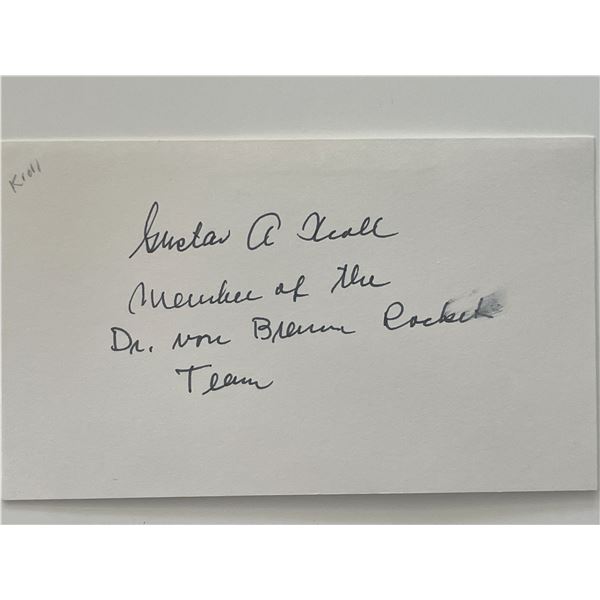 Kroll
Gustav A Kroll
Member of the
Dr. von Braun Rocket
Team